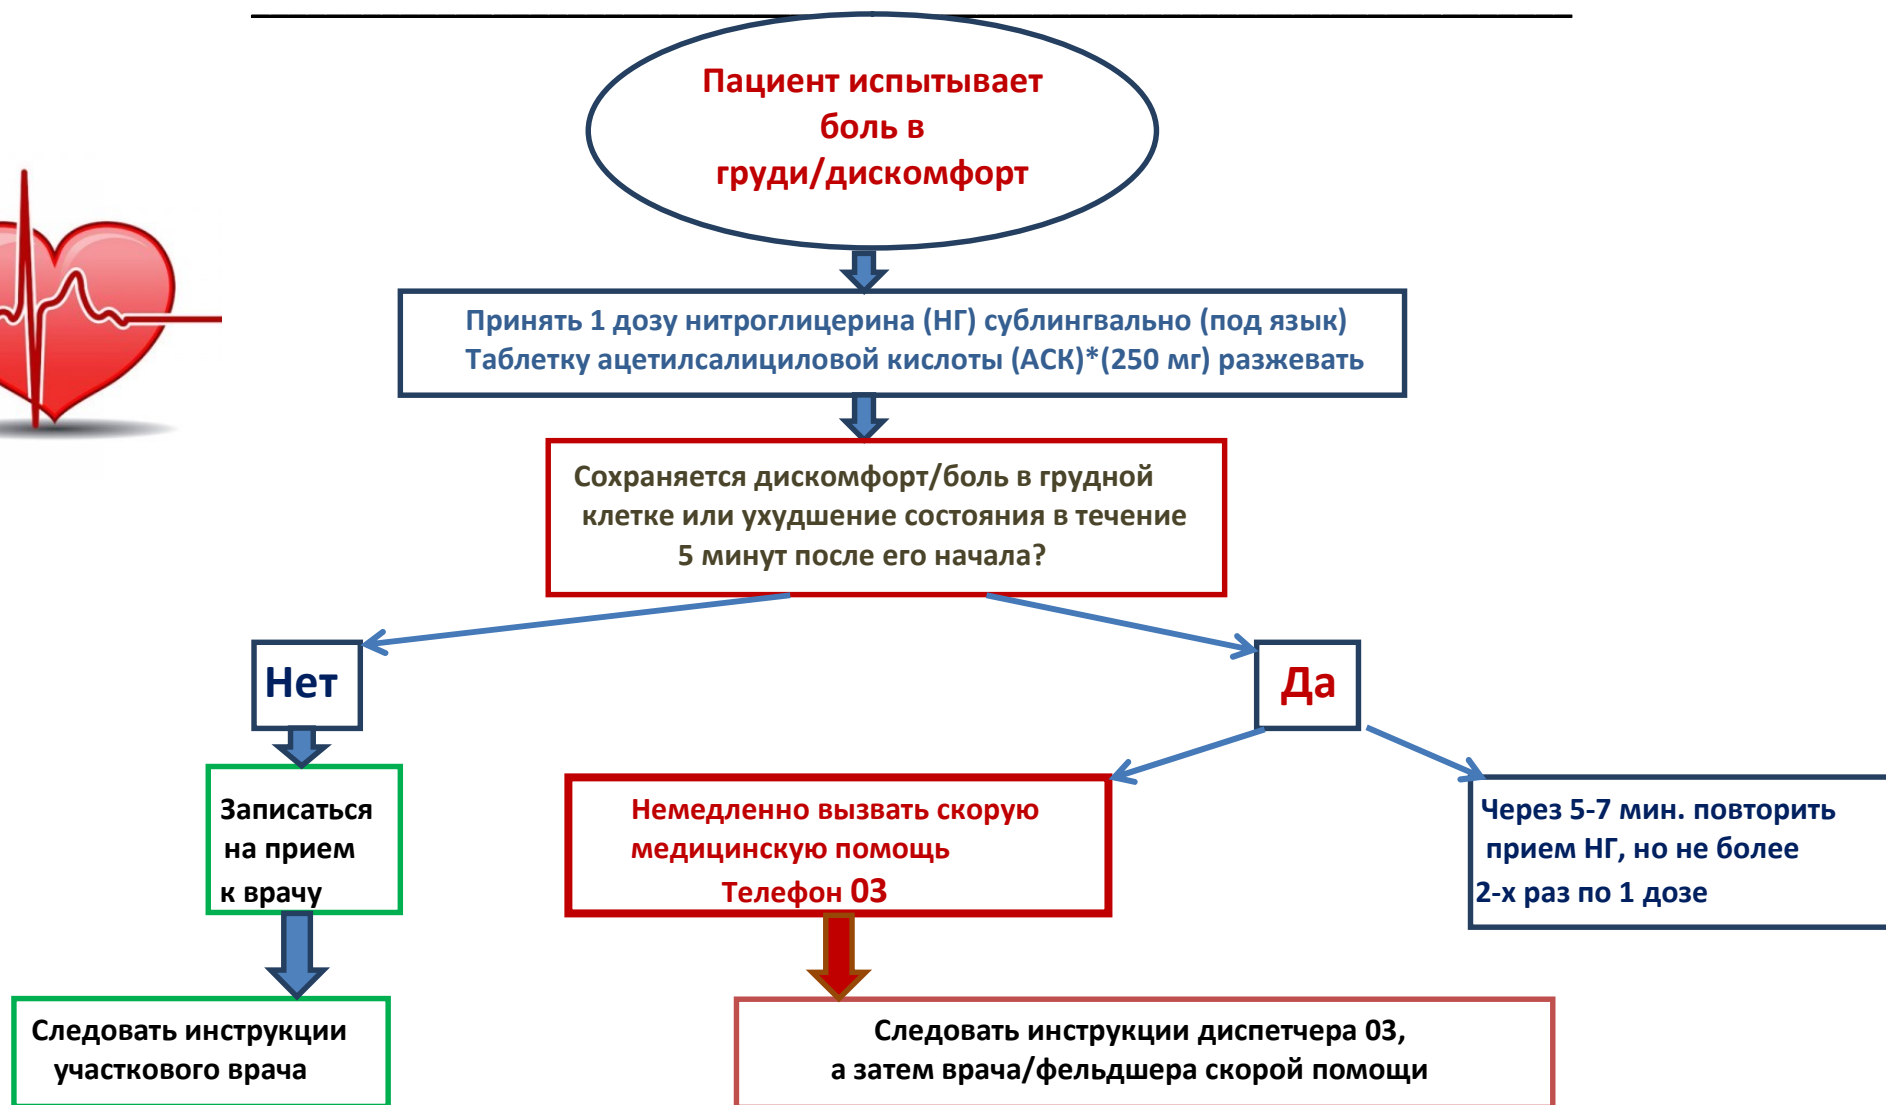 Пациент испытывает
боль в
груди/дискомфорт
Принять 1 дозу нитроглицерина (НГ) сублингвально (под язык)
Таблетку ацетилсалициловой кислоты (АСК)*(250 мг) разжевать
Сохраняется дискомфорт/боль в грудной
клетке или ухудшение состояния в течение
5 минут после его начала?
Нет
Да
Записаться
на прием
к врачу
Немедленно вызвать скорую
медицинскую помощь
Телефон 03
Через 5-7 мин. повторить
прием НГ, но не более
2-х раз по 1 дозе
Следовать инструкции
участкового врача
Следовать инструкции диспетчера 03,
а затем врача/фельдшера скорой помощи